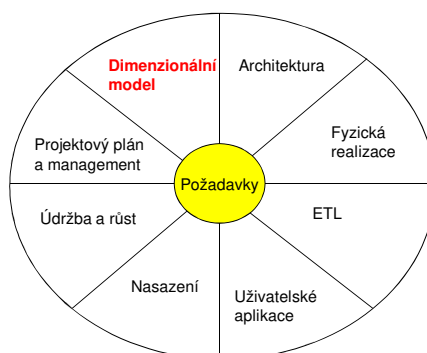 Dimenzionální
model
Architektura
Fyzická
realizace
Projektový plán
a management
Požadavky
Údržba a růst
ETL
Nasazení
Uživatelské
aplikace